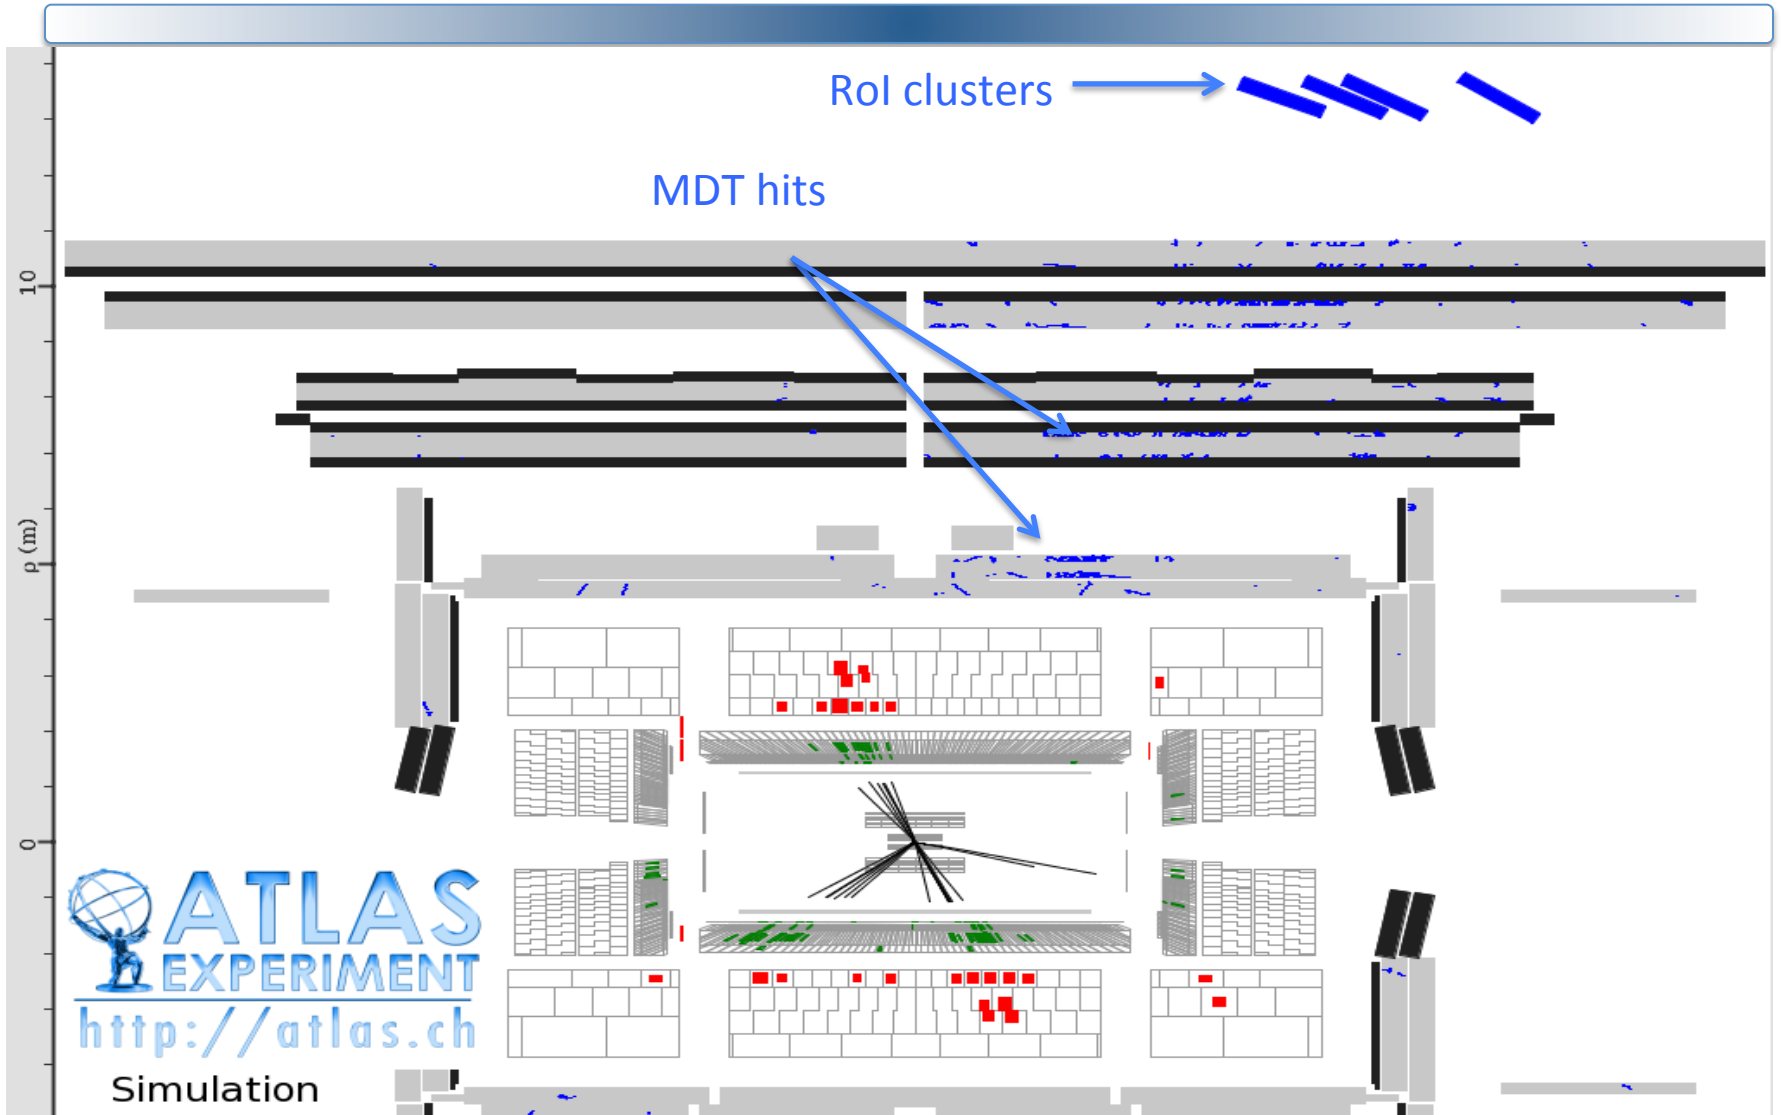 RoI clusters
MDT hits
10
ρ (m)
0
ATLAS
EXPERIMENT
http://atlas.ch
Simulation